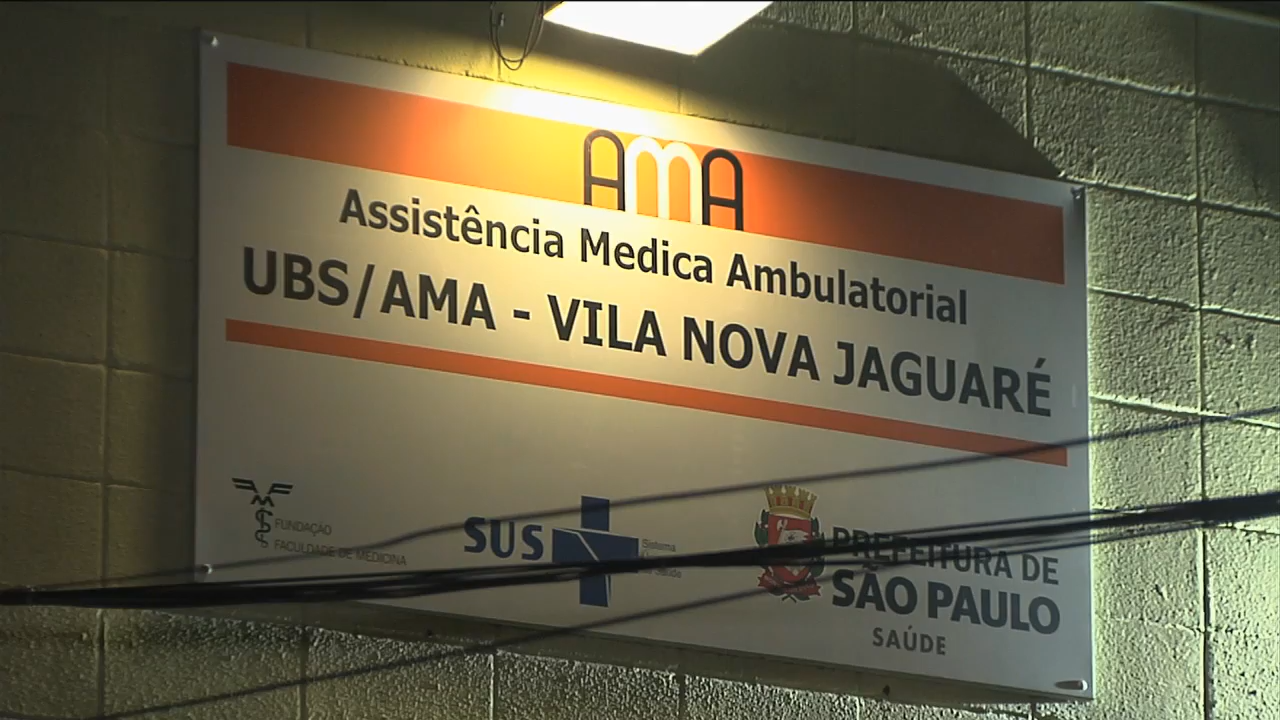 AMA
Assistência Medica Ambulatorial
UBS/AMA - VILA NOVA JAGUARÉ
FUNDAÇÃO
FACULDADE DE MEDICINA
SUS
Sistema
Saúde
PREFEITURA DE
SÃO PAULO
SAÚDE